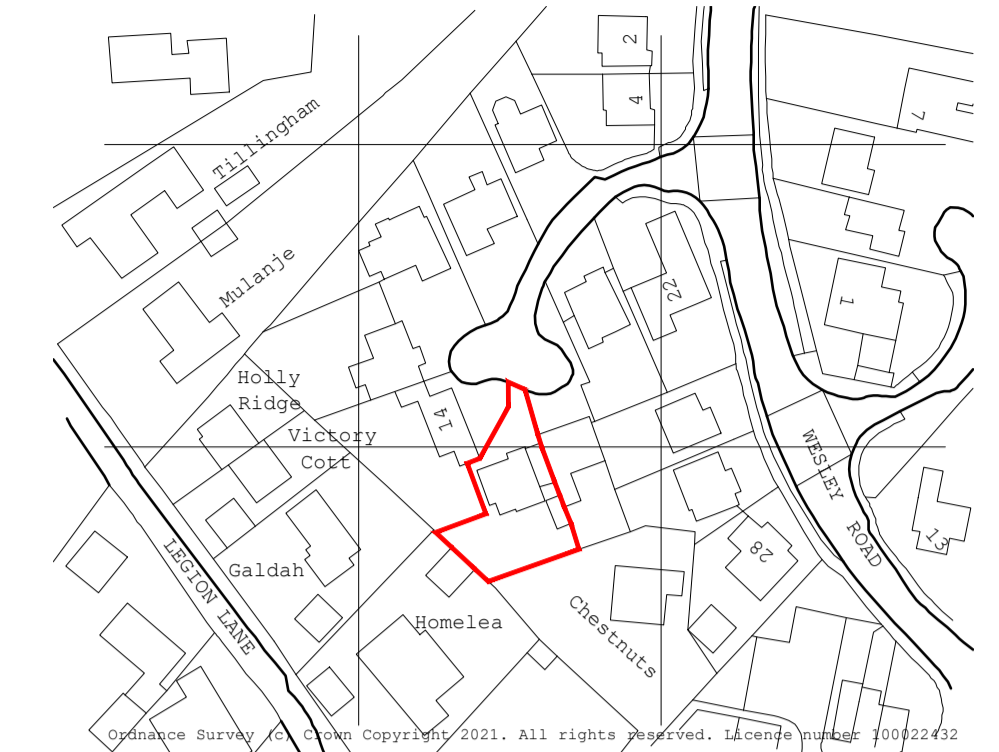 2
4
7
Tillingham
Mulanje
22
1
Holly
Ridge
14
Victory
Cott
WESLEY ROAD
LEGION LANE
Galdah
28
13
Homelea
Chestnuts
Ordnance Survey (c) Crown Copyright 2021. All rights reserved. Licence number 100022432